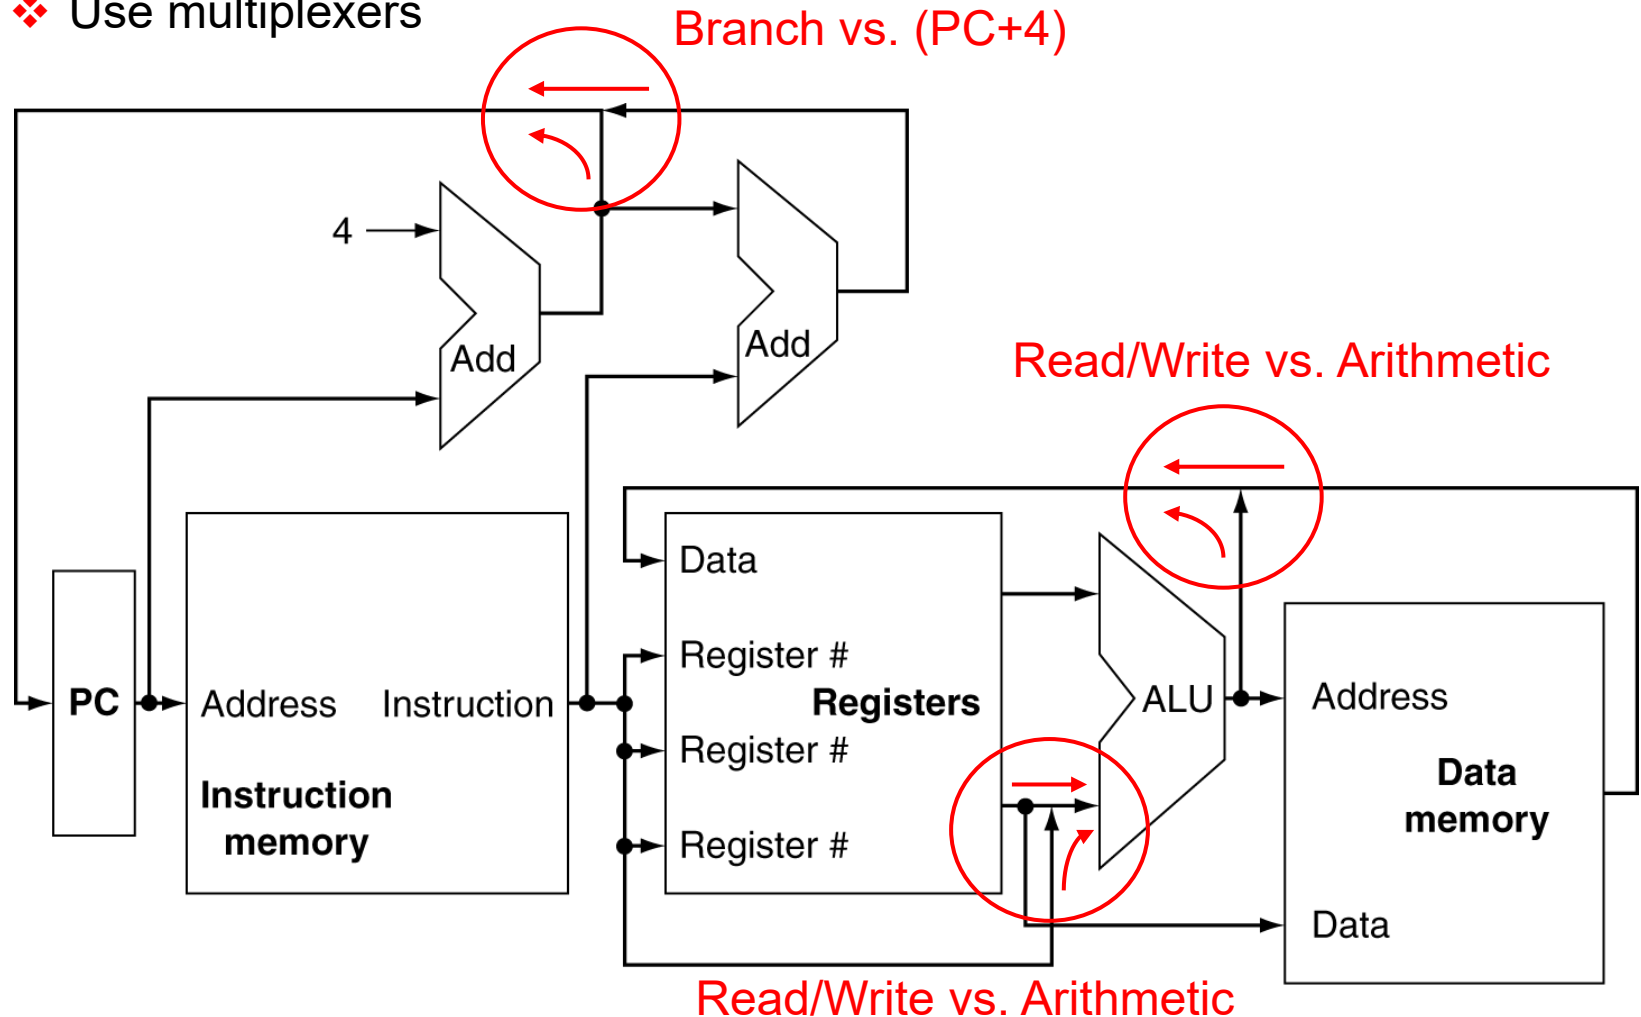 ❖ Use multiplexers
Branch vs. (PC+4)
4
Add
Add
Read/Write vs. Arithmetic
Data
Register #
PC
Address
Instruction
Registers
ALU
Address
Register #
Instruction
memory
Data
memory
Register #
Data
Read/Write vs. Arithmetic